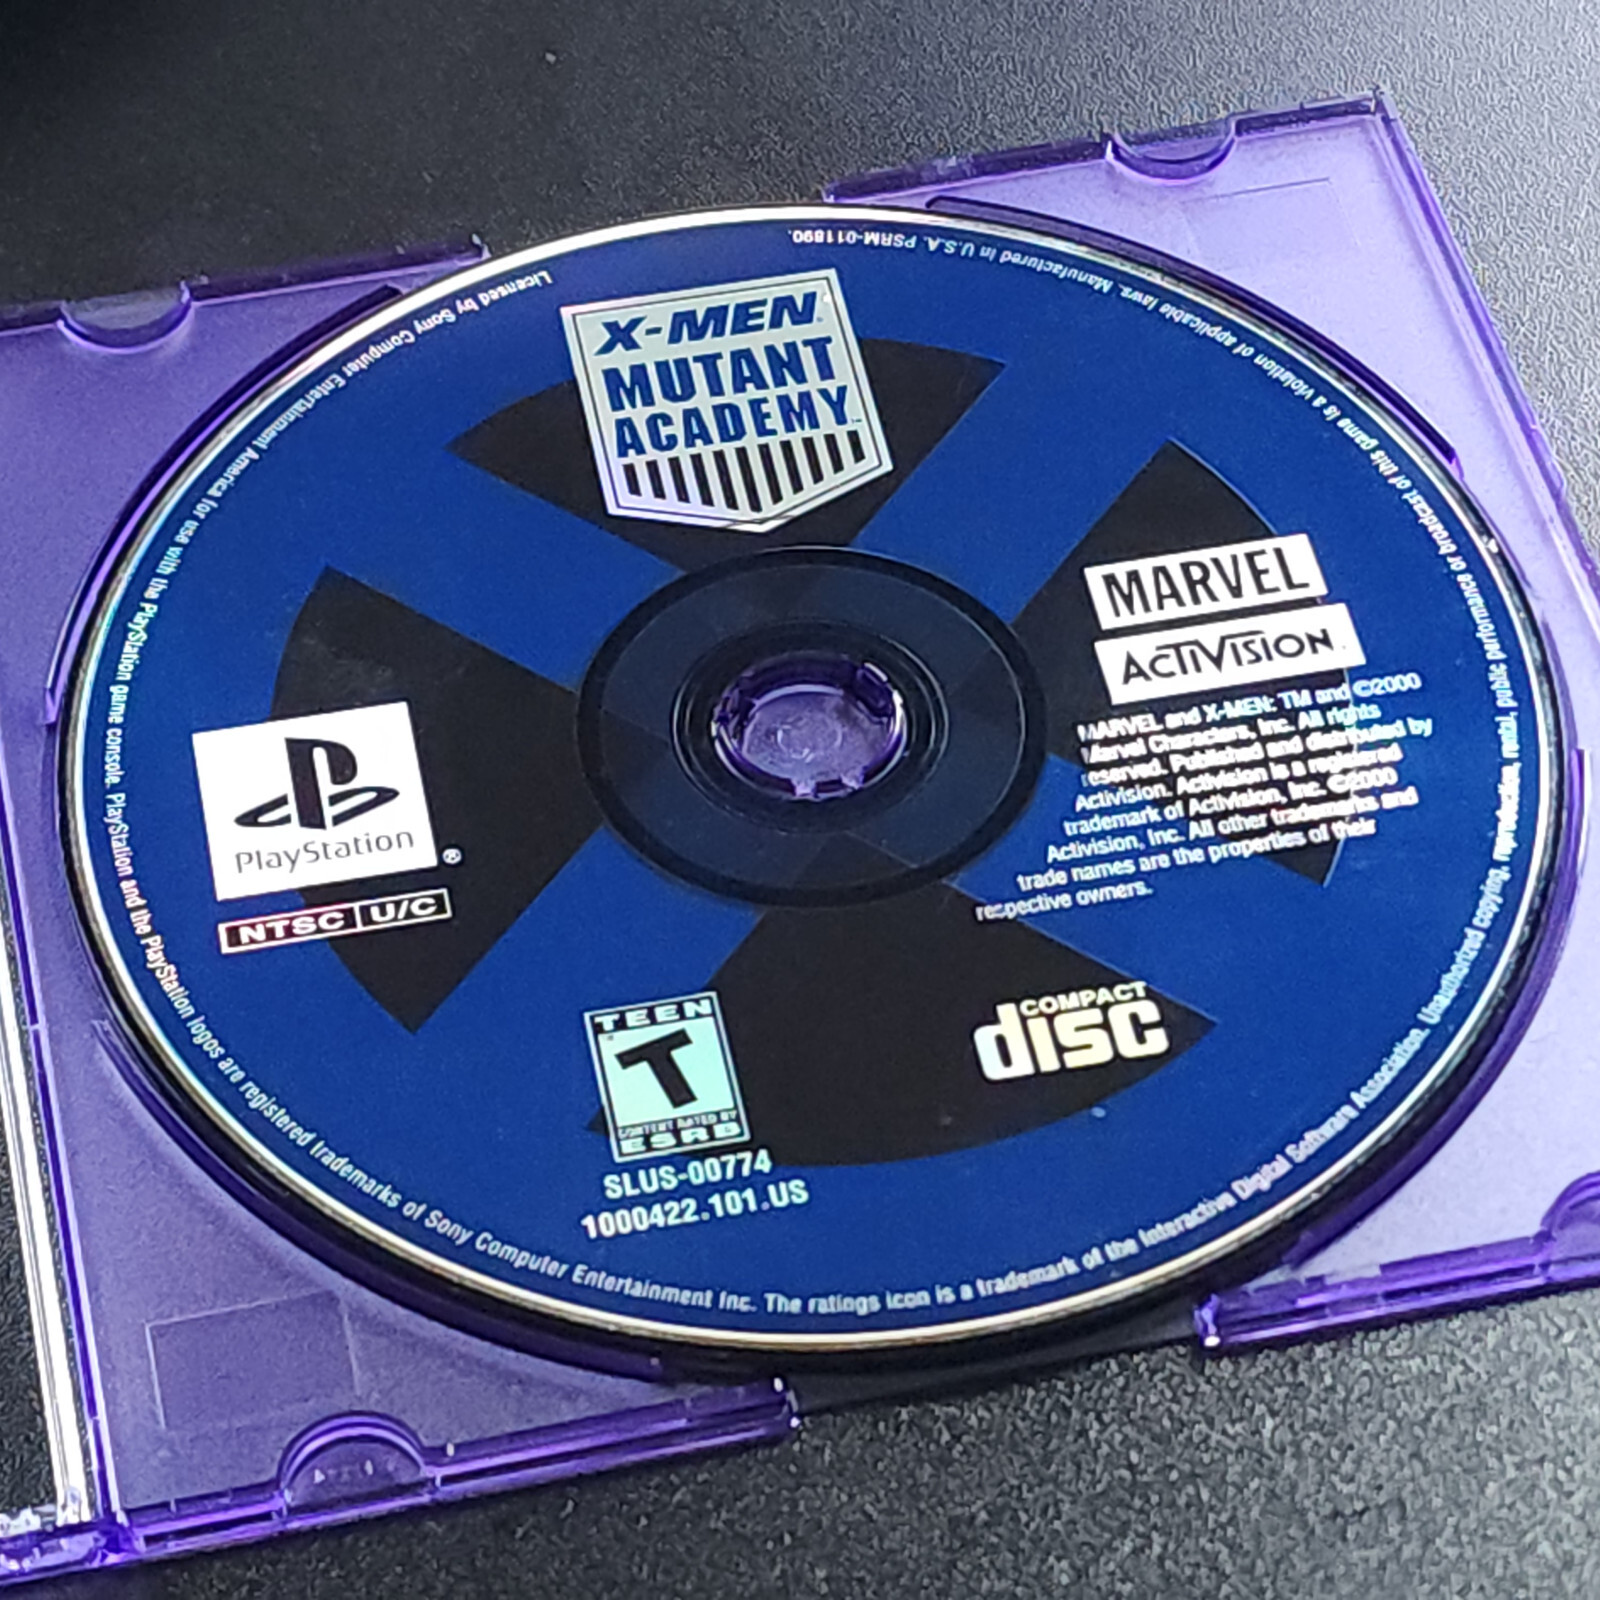 X-MEN
MUTANT
ACADEMY™
MARVEL
ACTIVISION.
MARVEL and X-MEN: TM and ©2000
Marvel Characters, Inc. All rights
reserved. Published and distributed by
Activision. Activision is a registered
trademark of Activision, Inc. ©2000
Activision, Inc. All other trademarks and
trade names are the properties of their
respective owners.
PlayStation®
NTSC U/C
TEEN
T
CONTENT RATED BY
ESRB
SLUS-00774
1000422.101.US
COMPACT
disc
Licensed by Sony Computer Entertainment America for use with the PlayStation game console. PlayStation and the PlayStation logos are registered trademarks of Sony Computer Entertainment Inc. The ratings icon is a trademark of the Interactive Digital Software Association. Unauthorized copying, reproduction, rental, public performance or broadcast of this game is a violation of applicable laws. Manufactured in U.S.A. PSRM-011890.